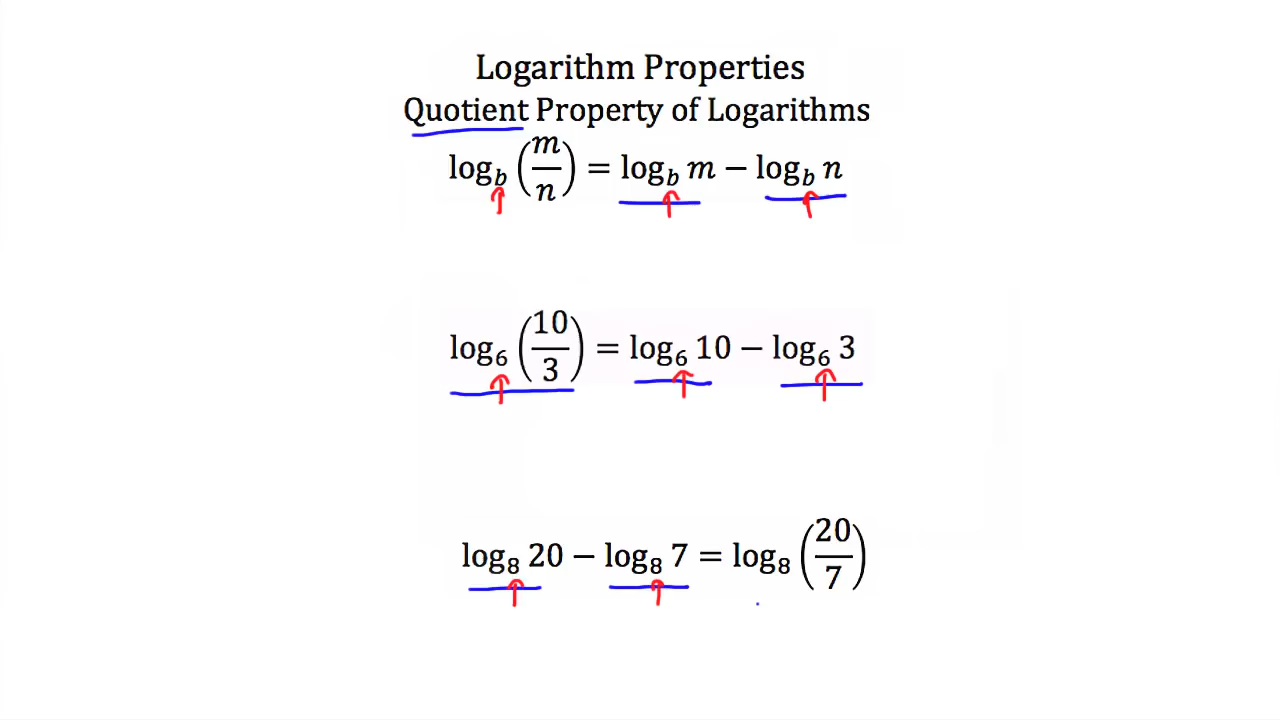 Logarithm Properties
Quotient Property of Logarithms
log_b (m/n) = log_b m − log_b n
log_6 (10/3) = log_6 10 − log_6 3
log_8 20 − log_8 7 = log_8 (20/7)